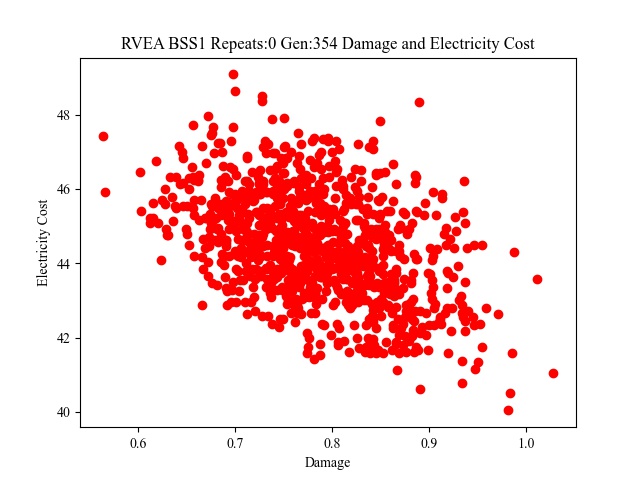 RVEA BSS1 Repeats:0 Gen:354 Damage and Electricity Cost
48
46
44
42
40
Electricity Cost
0.6 0.7 0.8 0.9 1.0
Damage